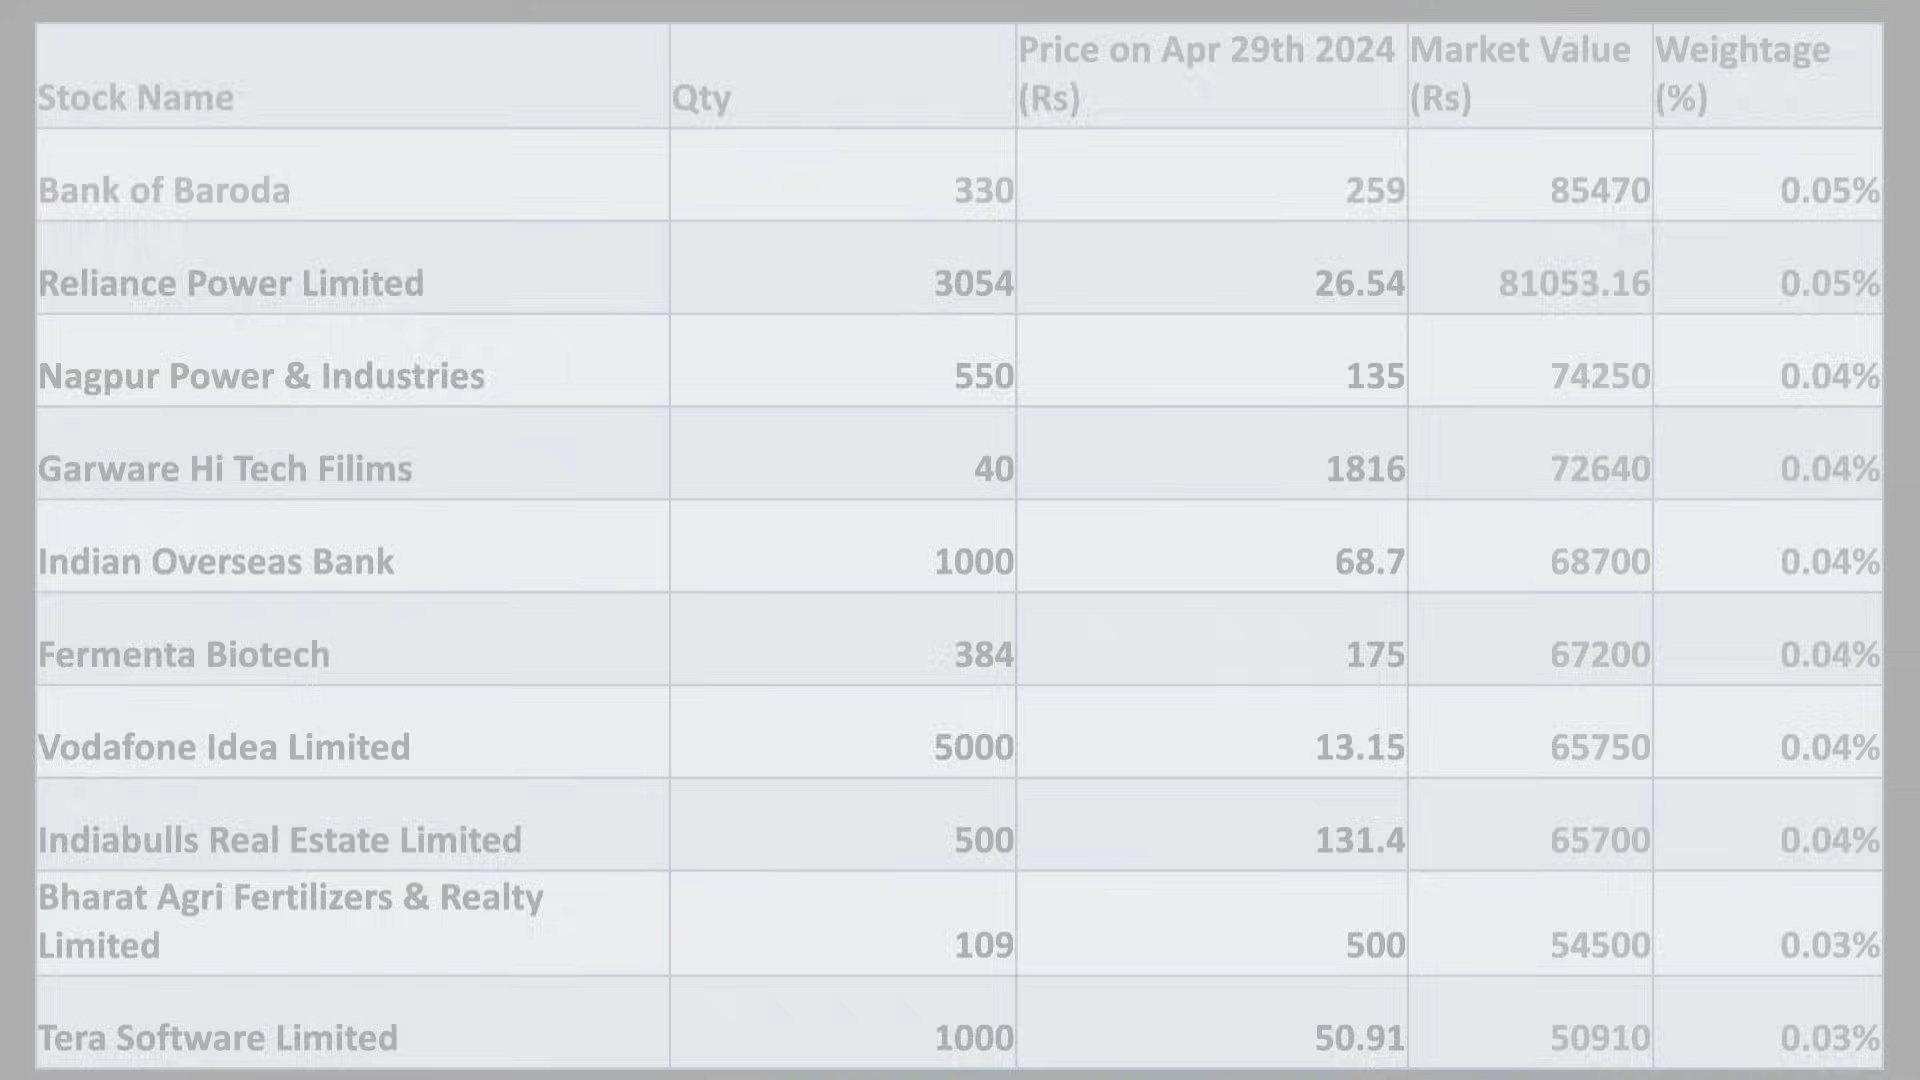 Stock Name Qty Price on Apr 29th 2024 (Rs) Market Value (Rs) Weightage (%)
Bank of Baroda 330 259 85470 0.05%
Reliance Power Limited 3054 26.54 81053.16 0.05%
Nagpur Power & Industries 550 135 74250 0.04%
Garware Hi Tech Filims 40 1816 72640 0.04%
Indian Overseas Bank 1000 68.7 68700 0.04%
Fermenta Biotech 384 175 67200 0.04%
Vodafone Idea Limited 5000 13.15 65750 0.04%
Indiabulls Real Estate Limited 500 131.4 65700 0.04%
Bharat Agri Fertilizers & Realty
Limited 109 500 54500 0.03%
Tera Software Limited 1000 50.91 50910 0.03%